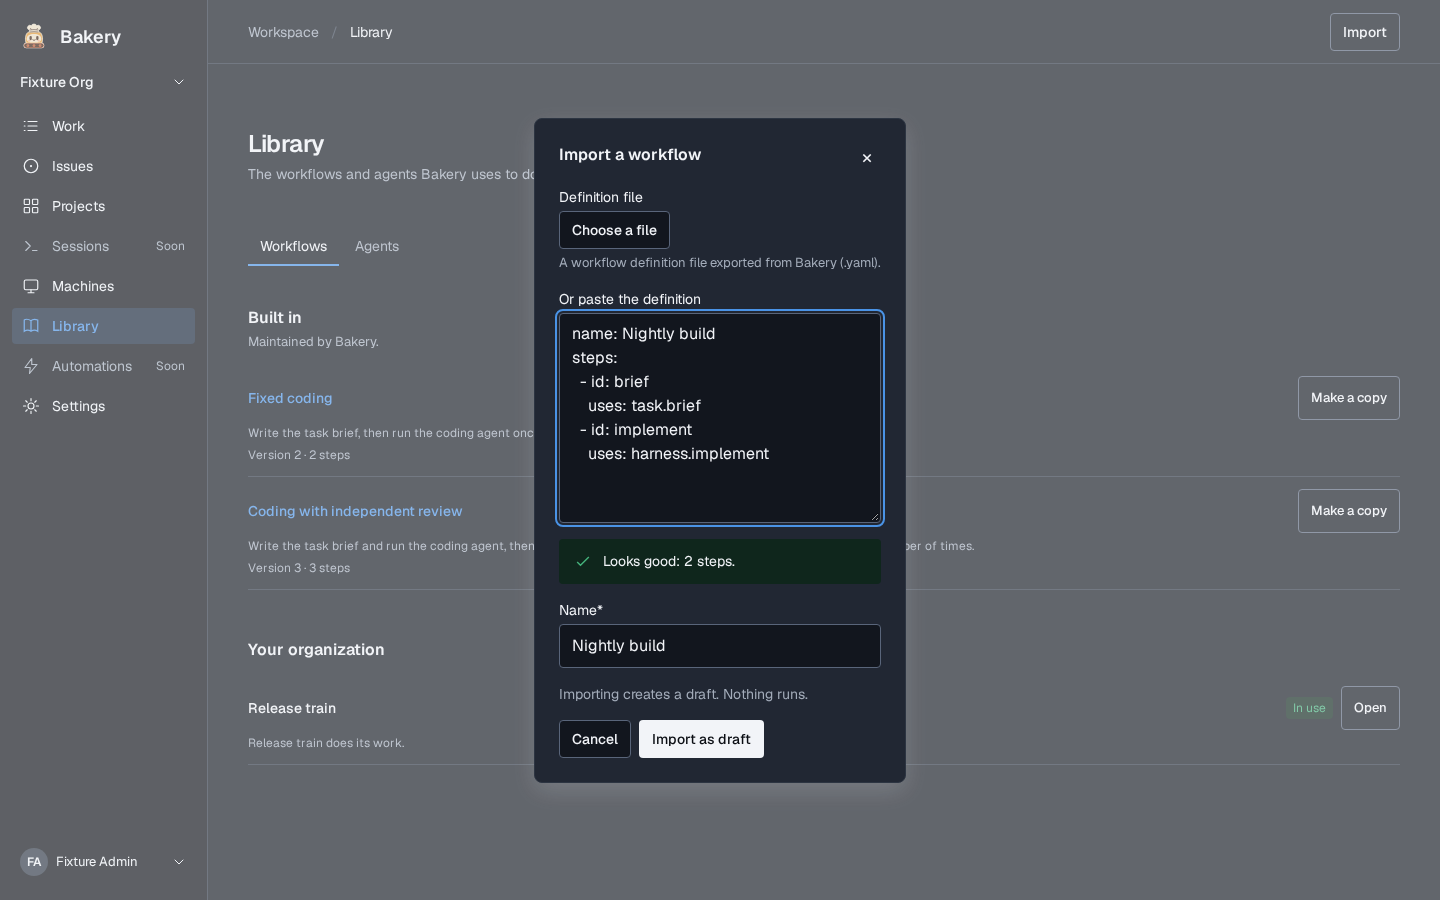 Bakery
Fixture Org
Work
Issues
Projects
Sessions Soon
Machines
Library
Automations Soon
Settings
FA Fixture Admin
Workspace / Library
Import
Library
The workflows and agents Bakery uses to do
Workflows Agents
Built in
Maintained by Bakery.
Fixed coding
Make a copy
Write the task brief, then run the coding agent onc
Version 2 · 2 steps
Coding with independent review
Make a copy
Write the task brief and run the coding agent, then ber of times.
Version 3 · 3 steps
Your organization
Release train
In use Open
Release train does its work.
Import a workflow
Definition file
Choose a file
A workflow definition file exported from Bakery (.yaml).
Or paste the definition
name: Nightly build
steps:
  - id: brief
    uses: task.brief
  - id: implement
    uses: harness.implement
Looks good: 2 steps.
Name*
Nightly build
Importing creates a draft. Nothing runs.
Cancel Import as draft